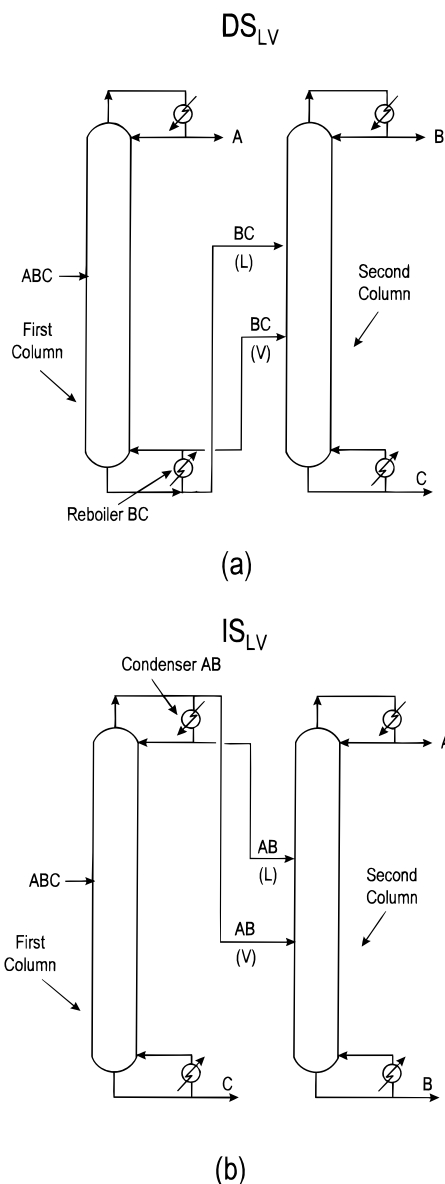 DS_LV
A
B
BC
(L)
ABC
Second
Column
First
Column
BC
(V)
C
Reboiler BC
(a)
IS_LV
Condenser AB
A
AB
(L)
ABC
Second
Column
First
Column
AB
(V)
C
B
(b)